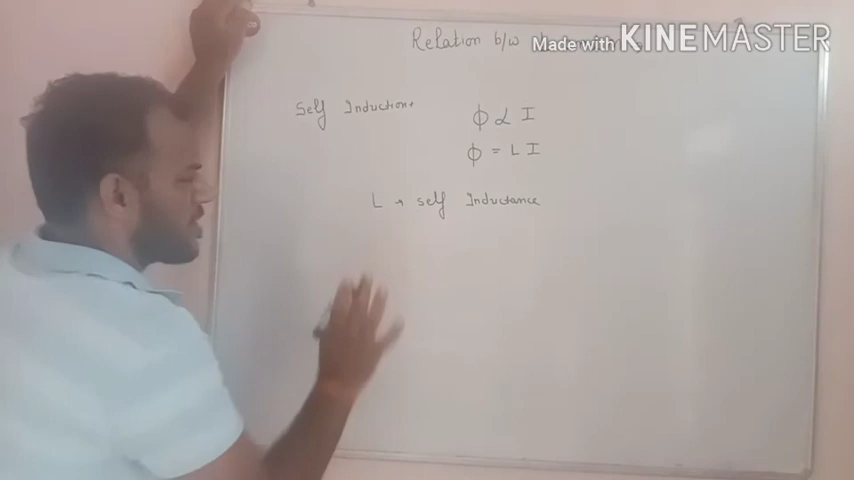 Relation b/w
Made with KINEMASTER
Self Induction
ϕ ∝ I
ϕ = L I
L → Self Inductance